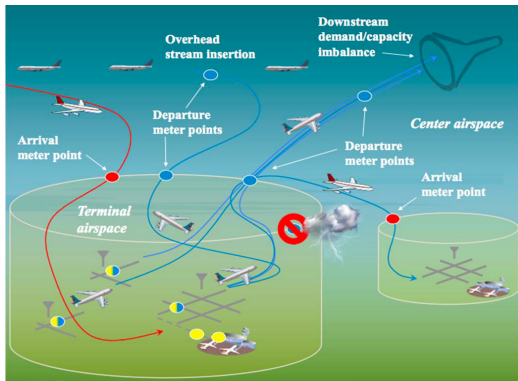 Downstream
demand/capacity
imbalance
Overhead
stream insertion
Arrival
meter point
Departure
meter points
Departure
meter points
Center airspace
Arrival
meter point
Terminal
airspace